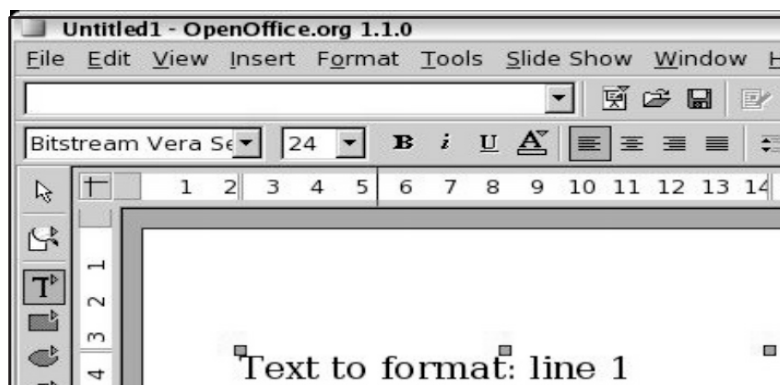 Untitled1 - OpenOffice.org 1.1.0
File Edit View Insert Format Tools Slide Show Window H
Bitstream Vera Se 24 B i U A
1 2 3 4 5 6 7 8 9 10 11 12 13 14
T
1
2
3
4
Text to format: line 1